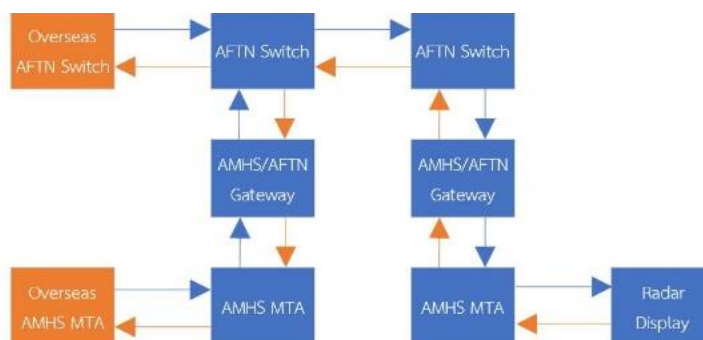 Overseas
AFTN Switch
AFTN Switch
AFTN Switch
AMHS/AFTN
Gateway
AMHS/AFTN
Gateway
Overseas
AMHS MTA
AMHS MTA
AMHS MTA
Radar
Display